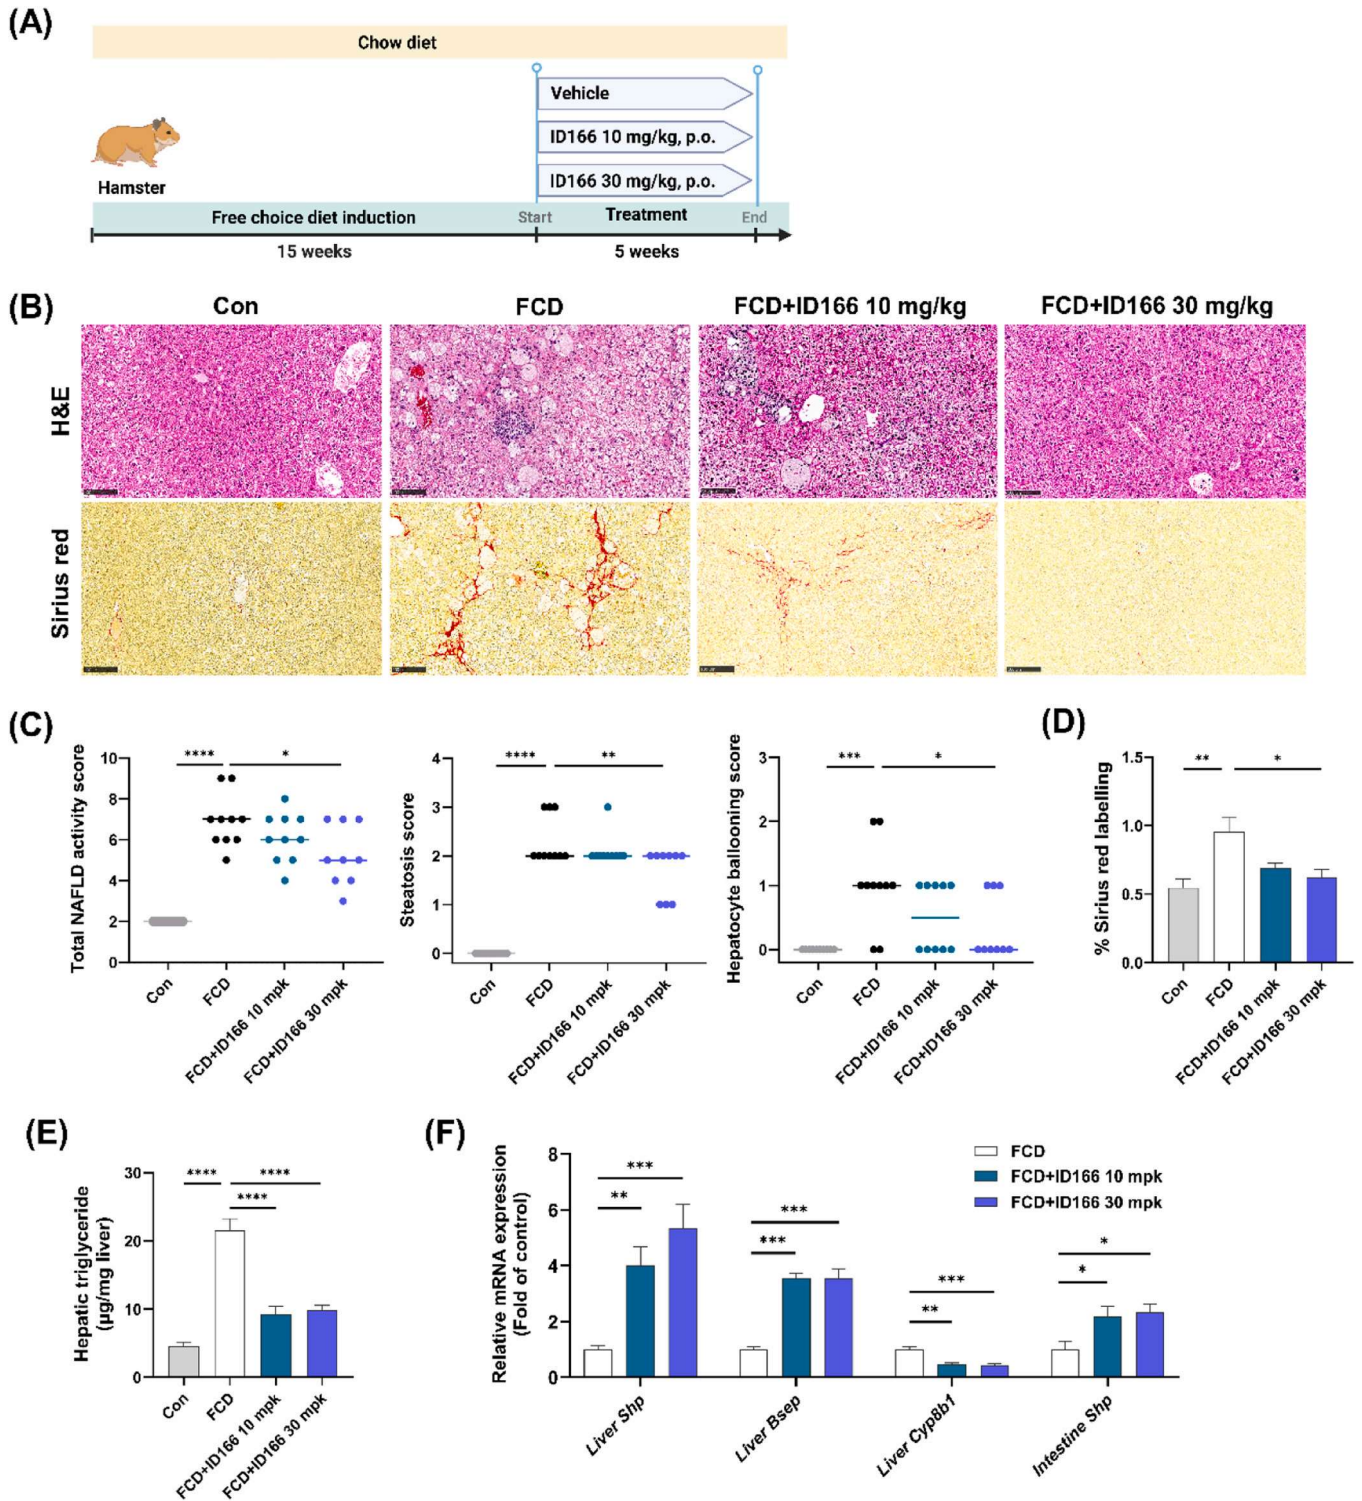 (A)
Chow diet
Vehicle
ID166 10 mg/kg, p.o.
ID166 30 mg/kg, p.o.
Hamster
Free choice diet induction
Start
Treatment
End
15 weeks
5 weeks
(B)
Con
FCD
FCD+ID166 10 mg/kg
FCD+ID166 30 mg/kg
H&E
Sirius red
(C)
Total NAFLD activity score
10
8
6
4
2
0
****
*
Con
FCD
FCD+ID166 10 mpk
FCD+ID166 30 mpk
Steatosis score
4
3
2
1
0
****
**
Con
FCD
FCD+ID166 10 mpk
FCD+ID166 30 mpk
Hepatocyte ballooning score
3
2
1
0
***
*
Con
FCD
FCD+ID166 10 mpk
FCD+ID166 30 mpk
(D)
% Sirius red labelling
1.5
1.0
0.5
0.0
**
*
Con
FCD
FCD+ID166 10 mpk
FCD+ID166 30 mpk
(E)
Hepatic triglyceride
(µg/mg liver)
30
20
10
0
****
****
****
Con
FCD
FCD+ID166 10 mpk
FCD+ID166 30 mpk
(F)
Relative mRNA expression
(Fold of control)
8
6
4
2
0
***
**
***
***
***
**
*
*
FCD
FCD+ID166 10 mpk
FCD+ID166 30 mpk
Liver Shp
Liver Bsep
Liver Cyp8b1
Intestine Shp